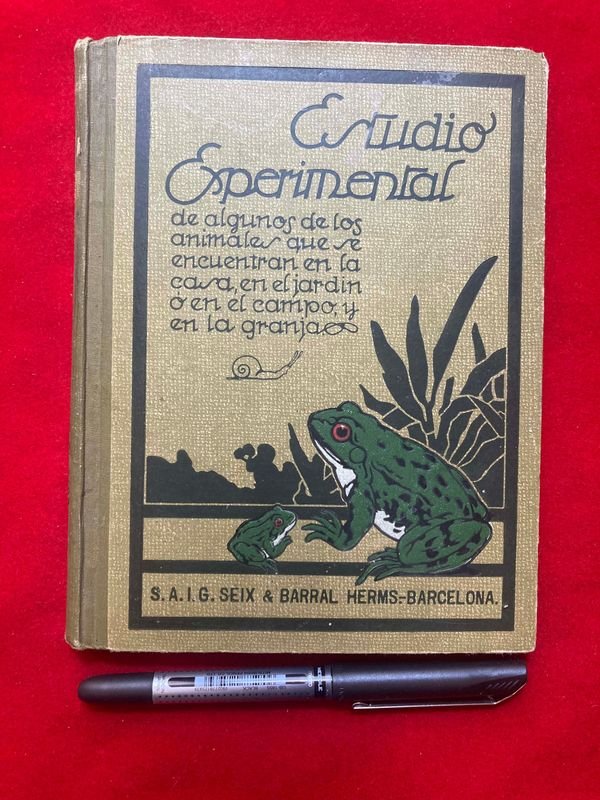 Estudio
Experimental
de algunos de los
animales que se
encuentran en la
casa, en el jardin
o en el campo, y
en la granja
S. A. I. G. SEIX & BARRAL HERMS.-BARCELONA.